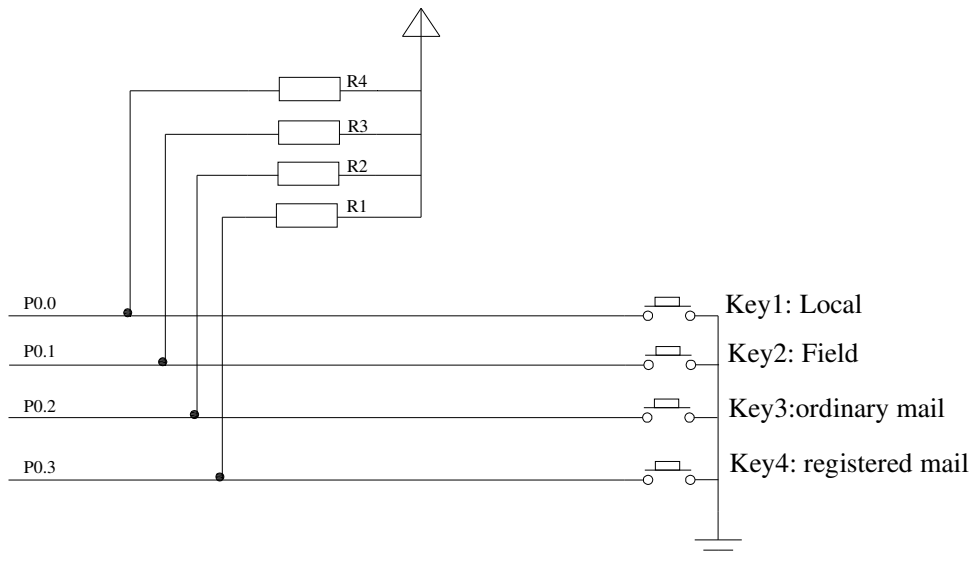 R4
R3
R2
R1
P0.0
Key1: Local
P0.1
Key2: Field
P0.2
Key3:ordinary mail
P0.3
Key4: registered mail